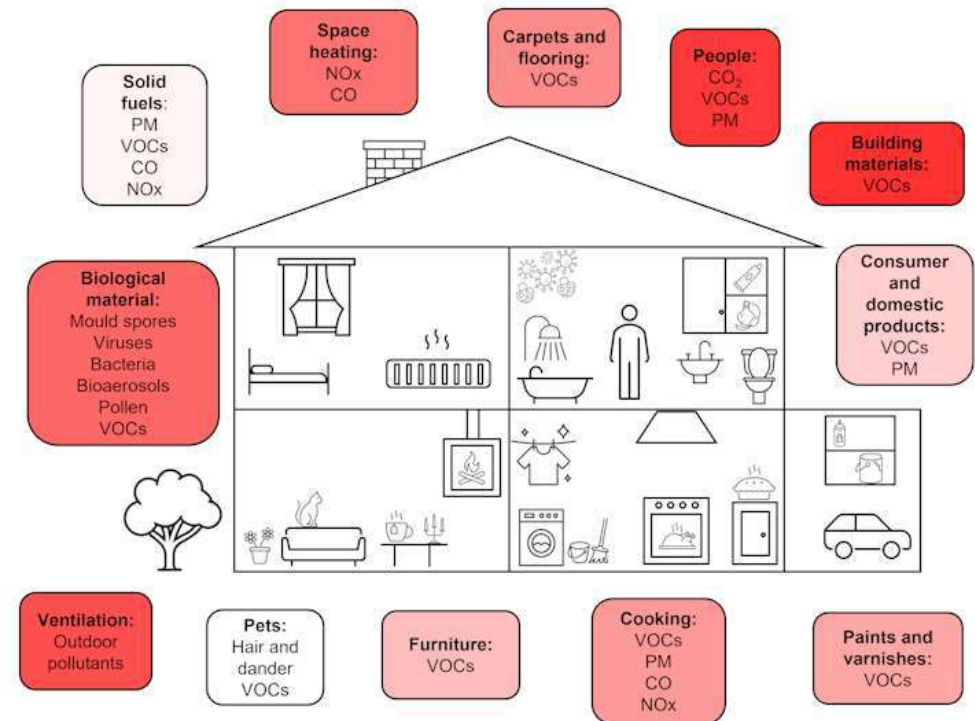 Space
heating:
NOx
CO
Carpets and
flooring:
VOCs
People:
CO₂
VOCs
PM
Solid
fuels:
PM
VOCs
CO
NOx
Building
materials:
VOCs
Biological
material:
Mould spores
Viruses
Bacteria
Bioaerosols
Pollen
VOCs
Consumer
and
domestic
products:
VOCs
PM
Ventilation:
Outdoor
pollutants
Pets:
Hair and
dander
VOCs
Furniture:
VOCs
Cooking:
VOCs
PM
CO
NOx
Paints and
varnishes:
VOCs